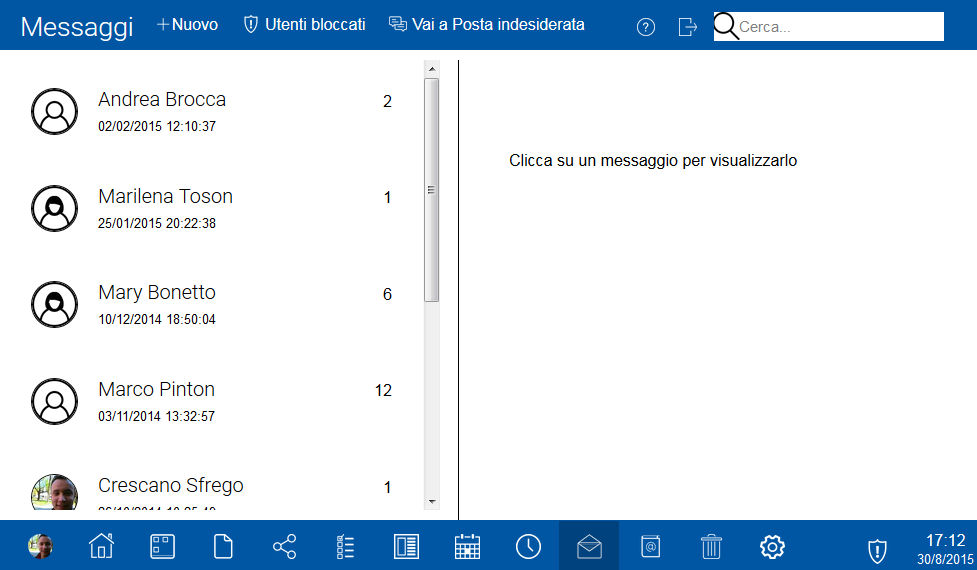 Messaggi
Nuovo
Utenti bloccati
Vai a Posta indesiderata
Cerca...
Andrea Brocca
2
02/02/2015 12:10:37
Marilena Toson
1
25/01/2015 20:22:38
Mary Bonetto
6
10/12/2014 18:50:04
Marco Pinton
12
03/11/2014 13:32:57
Crescano Sfrego
1
Clicca su un messaggio per visualizzarlo
17:12
30/8/2015